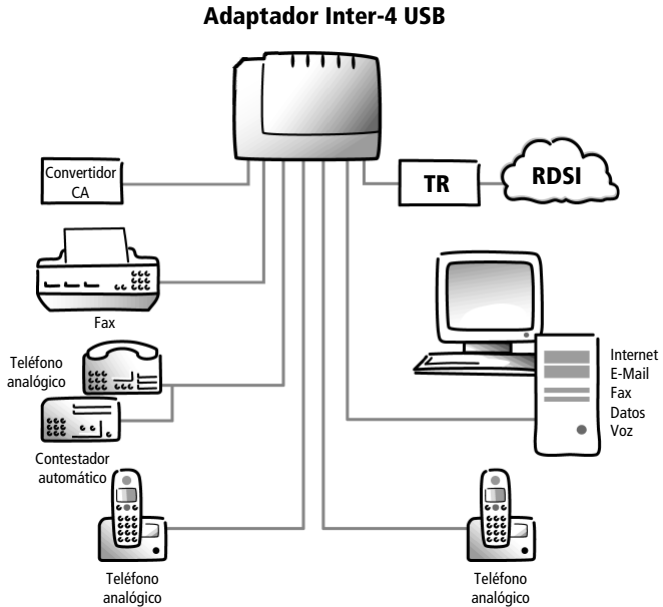 Adaptador Inter-4 USB
Convertidor
CA
TR
RDSI
Fax
Teléfono
analógico
Contestador
automático
Internet
E-Mail
Fax
Datos
Voz
Teléfono
analógico
Teléfono
analógico